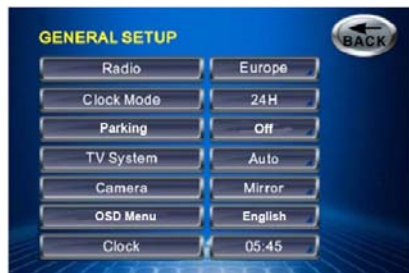 GENERAL SETUP
BACK
Radio Europe
Clock Mode 24H
Parking Off
TV System Auto
Camera Mirror
OSD Menu English
Clock 05:45